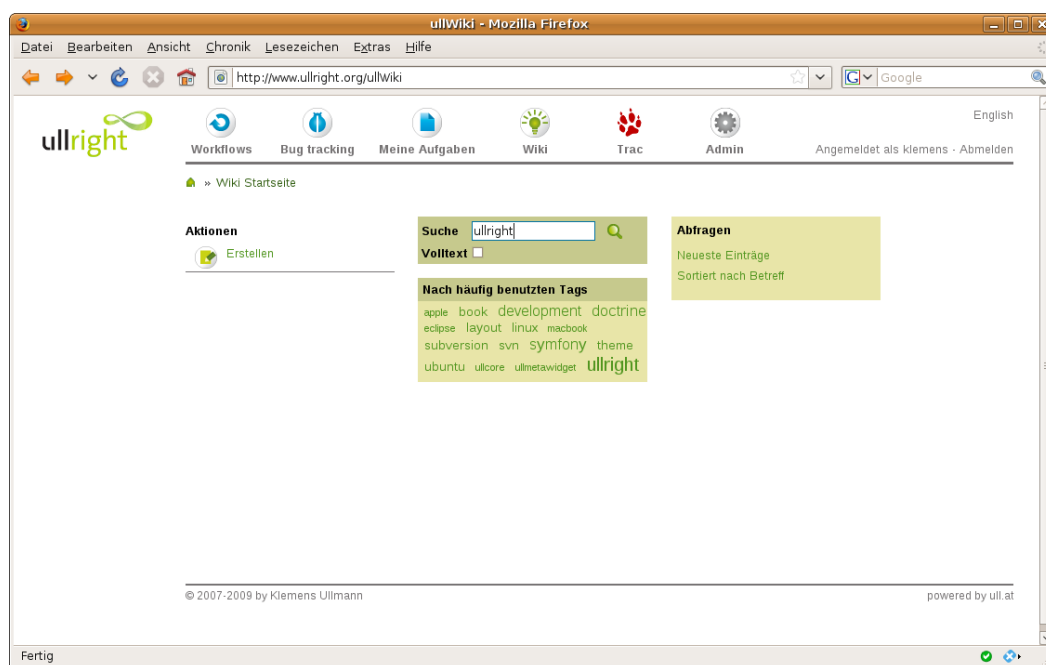 ullWiki - Mozilla Firefox
Datei Bearbeiten Ansicht Chronik Lesezeichen Extras Hilfe
http://www.ullright.org/ullWiki
G Google
ullright
Workflows Bug tracking Meine Aufgaben Wiki Trac Admin
English
Angemeldet als klemens · Abmelden
» Wiki Startseite
Aktionen
Erstellen
Suche ullright
Volltext
Nach häufig benutzten Tags
apple book development doctrine
eclipse layout linux macbook
subversion svn symfony theme
ubuntu ullcore ullmetawidget ullright
Abfragen
Neueste Einträge
Sortiert nach Betreff
© 2007-2009 by Klemens Ullmann
powered by ull.at
Fertig